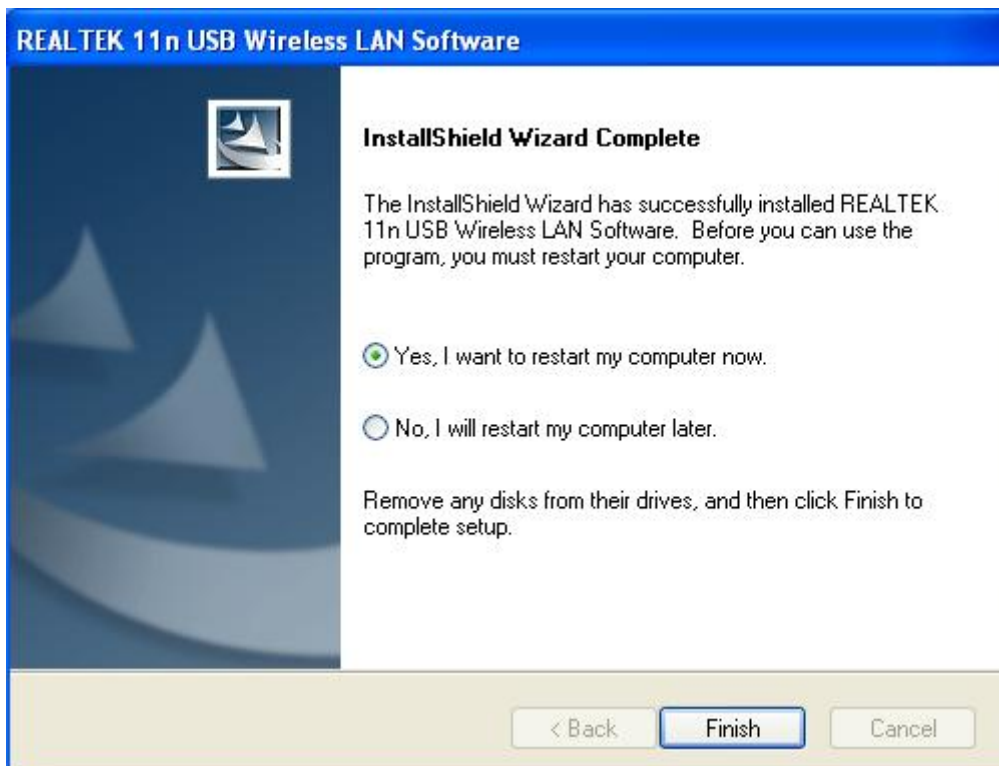 REALTEK 11n USB Wireless LAN Software
InstallShield Wizard Complete
The InstallShield Wizard has successfully installed REALTEK
11n USB Wireless LAN Software. Before you can use the
program, you must restart your computer.
Yes, I want to restart my computer now.
No, I will restart my computer later.
Remove any disks from their drives, and then click Finish to
complete setup.
< Back
Finish
Cancel